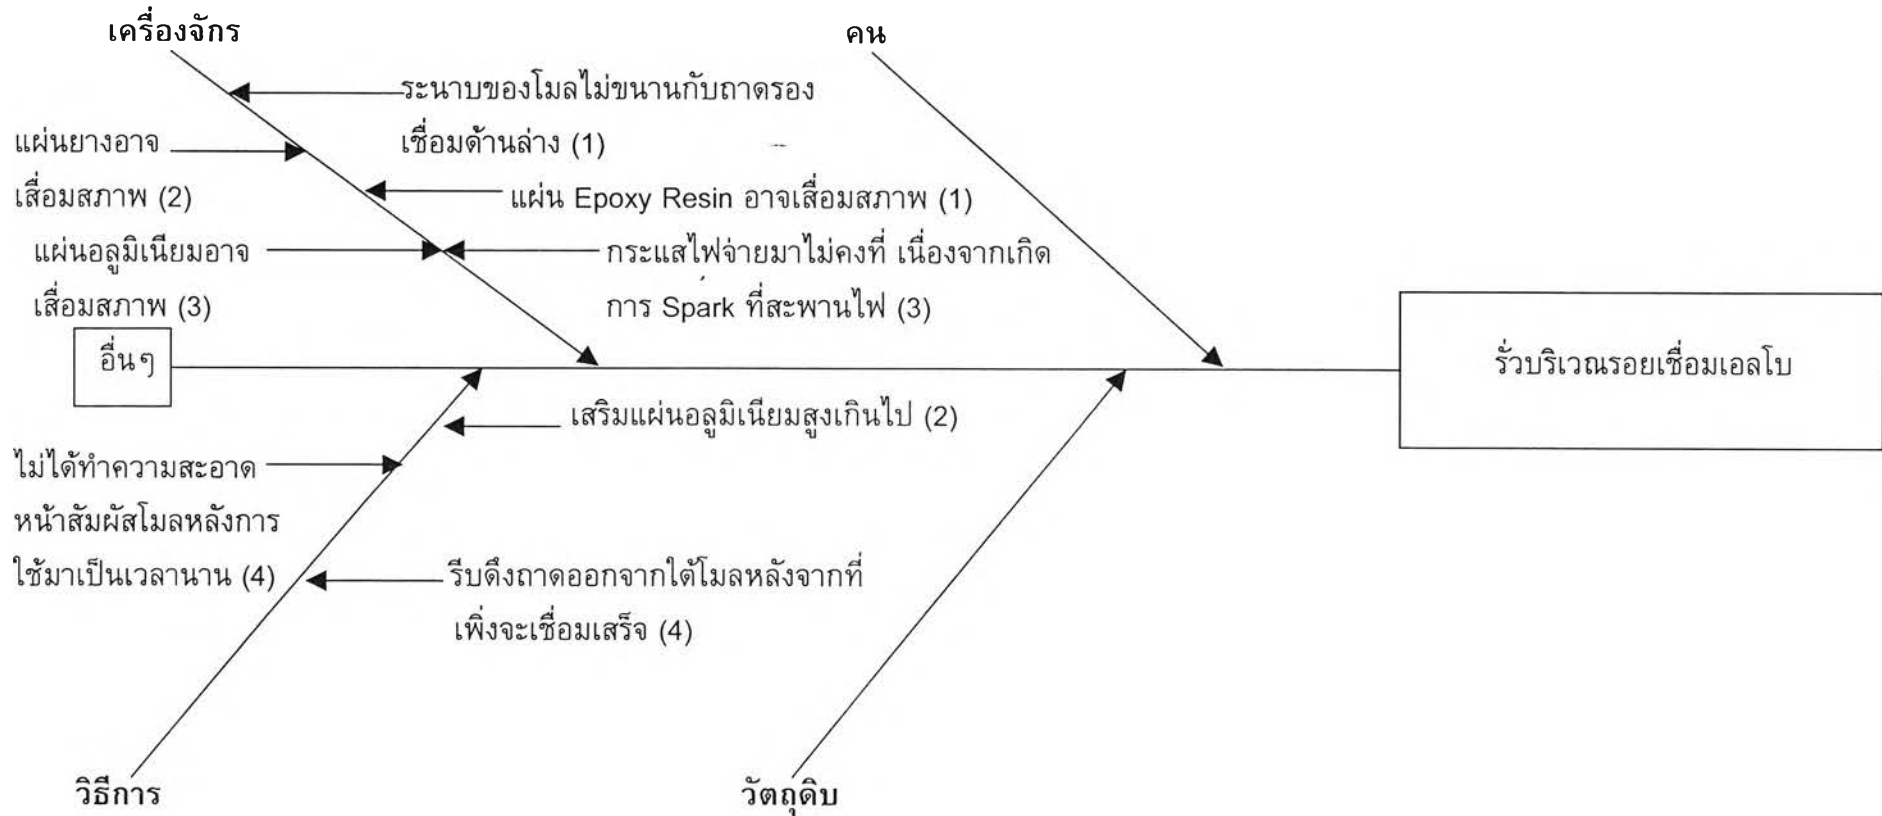 เครื่องจักร
คน
ระนาบของโมลไม่ขนานกับถาดรอง
เชื่อมด้านล่าง (1)
แผ่นยางอาจ
เสื่อมสภาพ (2)
แผ่น Epoxy Resin อาจเสื่อมสภาพ (1)
แผ่นอลูมิเนียมอาจ
เสื่อมสภาพ (3)
กระแสไฟจ่ายมาไม่คงที่ เนื่องจากเกิด
การ Spark ที่สะพานไฟ (3)
อื่นๆ
รั่วบริเวณรอยเชื่อมเอลโบ
เสริมแผ่นอลูมิเนียมสูงเกินไป (2)
ไม่ได้ทำความสะอาด
หน้าสัมผัสโมลหลังการ
ใช้มาเป็นเวลานาน (4)
รีบดึงถาดออกจากใต้โมลหลังจากที่
เพิ่งจะเชื่อมเสร็จ (4)
วิธีการ
วัตถุดิบ